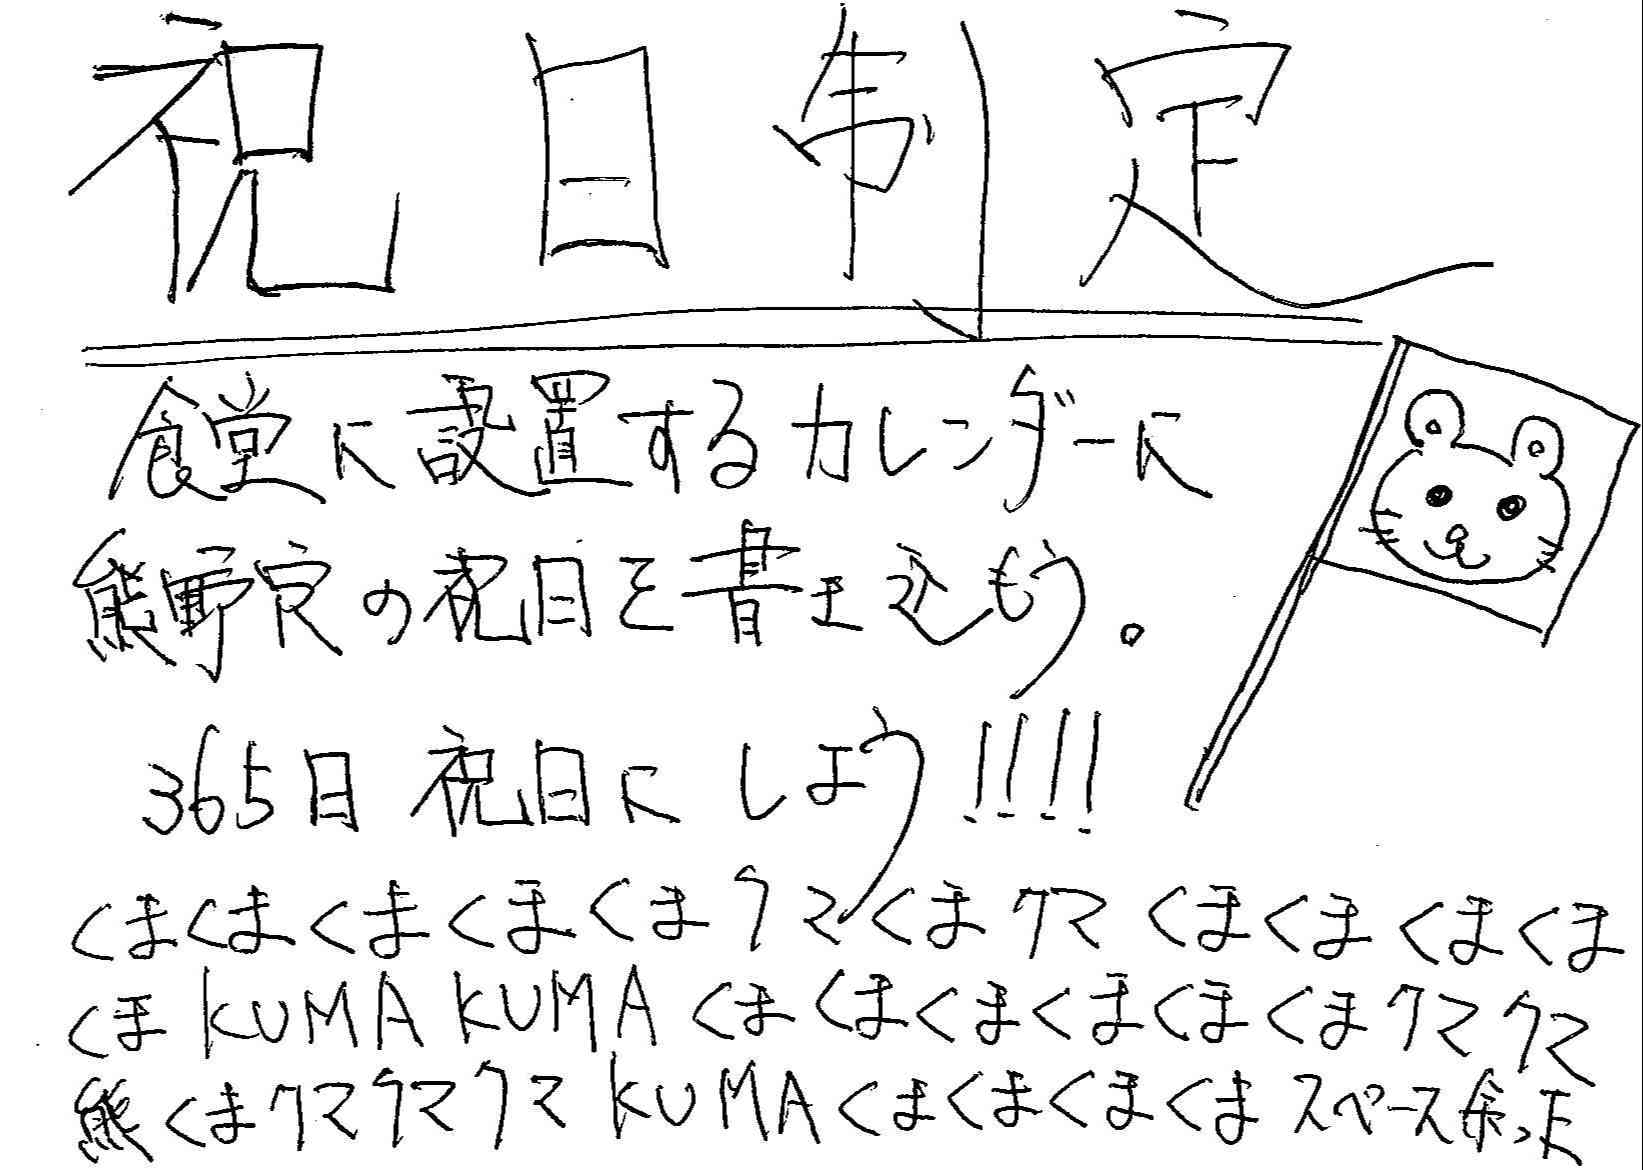 祝日制定
食堂に設置するカレンダーに
熊野寮の祝日を書き込もう。
365日祝日にしよう!!!!
くまくまくまくまくまクマくまクマくまくまくまくま
くまKUMAKUMAくまくまくまくまくまくまクマクマ
熊くまクマクマクマKUMAくまくまくまくまスペース余った